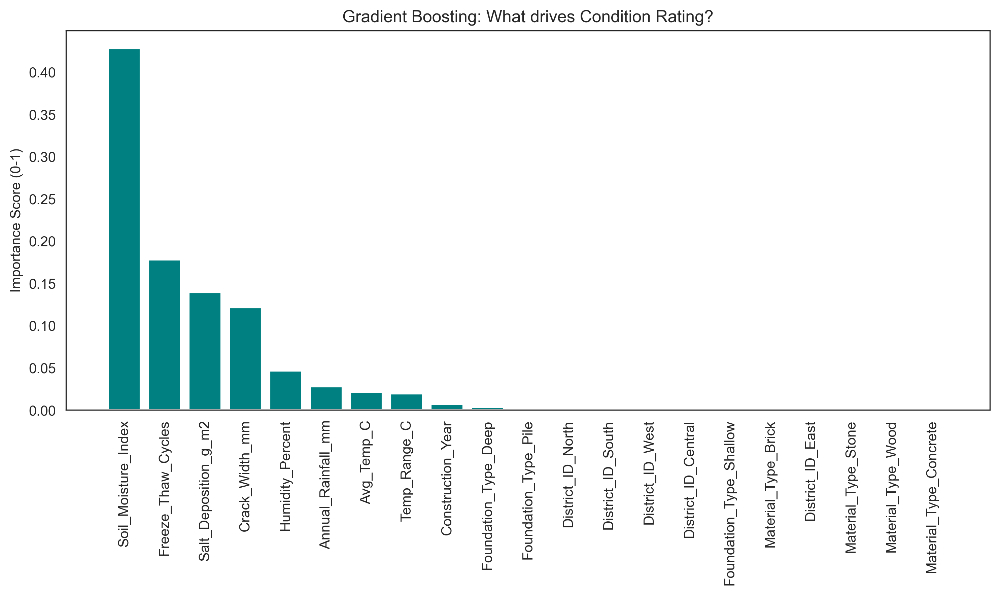 Gradient Boosting: What drives Condition Rating?
Importance Score (0-1)
0.40
0.35
0.30
0.25
0.20
0.15
0.10
0.05
0.00
Soil_Moisture_Index
Freeze_Thaw_Cycles
Salt_Deposition_g_m2
Crack_Width_mm
Humidity_Percent
Annual_Rainfall_mm
Avg_Temp_C
Temp_Range_C
Construction_Year
Foundation_Type_Deep
Foundation_Type_Pile
District_ID_North
District_ID_South
District_ID_West
District_ID_Central
Foundation_Type_Shallow
Material_Type_Brick
District_ID_East
Material_Type_Stone
Material_Type_Wood
Material_Type_Concrete